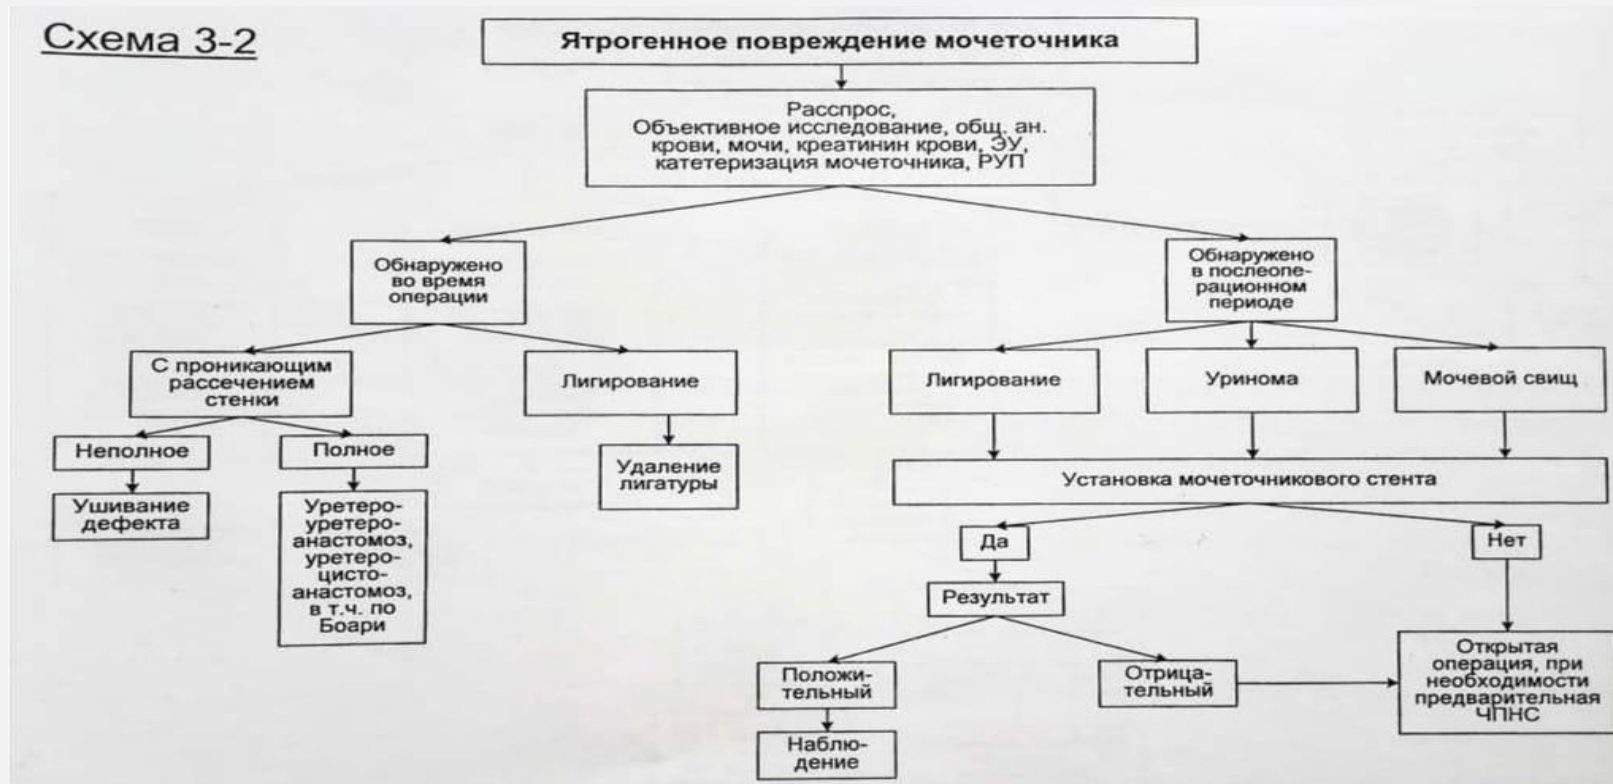 Схема 3-2
Ятрогенное повреждение мочеточника
Расспрос,
Объективное исследование, общ. ан.
крови, мочи, креатинин крови, ЭУ,
катетеризация мочеточника, РУП
Обнаружено
во время
операции
Обнаружено
в послеопе-
рационном
периоде
С проникающим
рассечением
стенки
Лигирование
Лигирование
Уринома
Мочевой свищ
Неполное
Полное
Удаление
лигатуры
Установка мочеточникового стента
Ушивание
дефекта
Уретеро-
уретеро-
анастомоз,
уретеро-
цисто-
анастомоз,
в т.ч. по
Боари
Да
Нет
Результат
Положи-
тельный
Отрица-
тельный
Открытая
операция, при
необходимости
предварительная
ЧПНС
Наблю-
дение